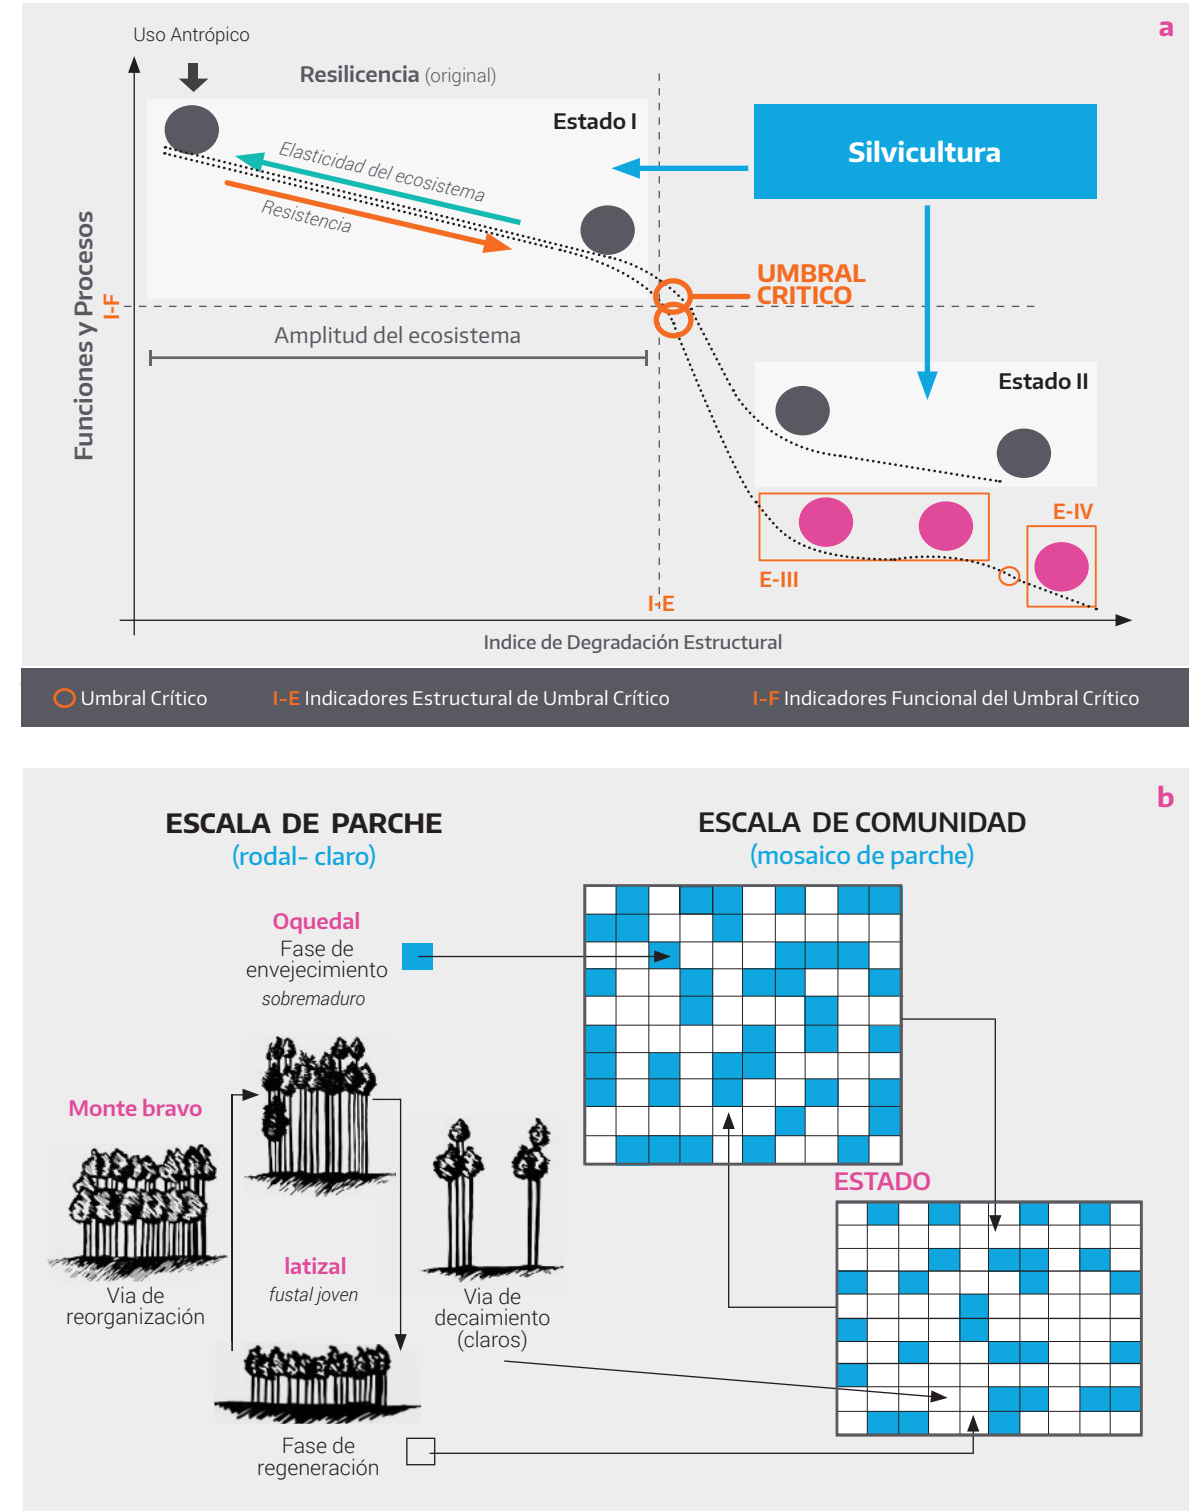 a
Uso Antrópico
Resilicencia (original)
Estado I
Silvicultura
Elasticidad del ecosistema
Resistencia
UMBRAL
CRITICO
Funciones y Procesos
I-F
Amplitud del ecosistema
Estado II
E-IV
E-III
I-E
Indice de Degradación Estructural
Umbral Crítico
I-E Indicadores Estructural de Umbral Crítico
I-F Indicadores Funcional del Umbral Crítico
b
ESCALA DE PARCHE
(rodal- claro)
ESCALA DE COMUNIDAD
(mosaico de parche)
Oquedal
Fase de
envejecimiento
sobremaduro
Monte bravo
ESTADO
latizal
fustal joven
Vía de
reorganización
Vía de
decaimiento
(claros)
Fase de
regeneración